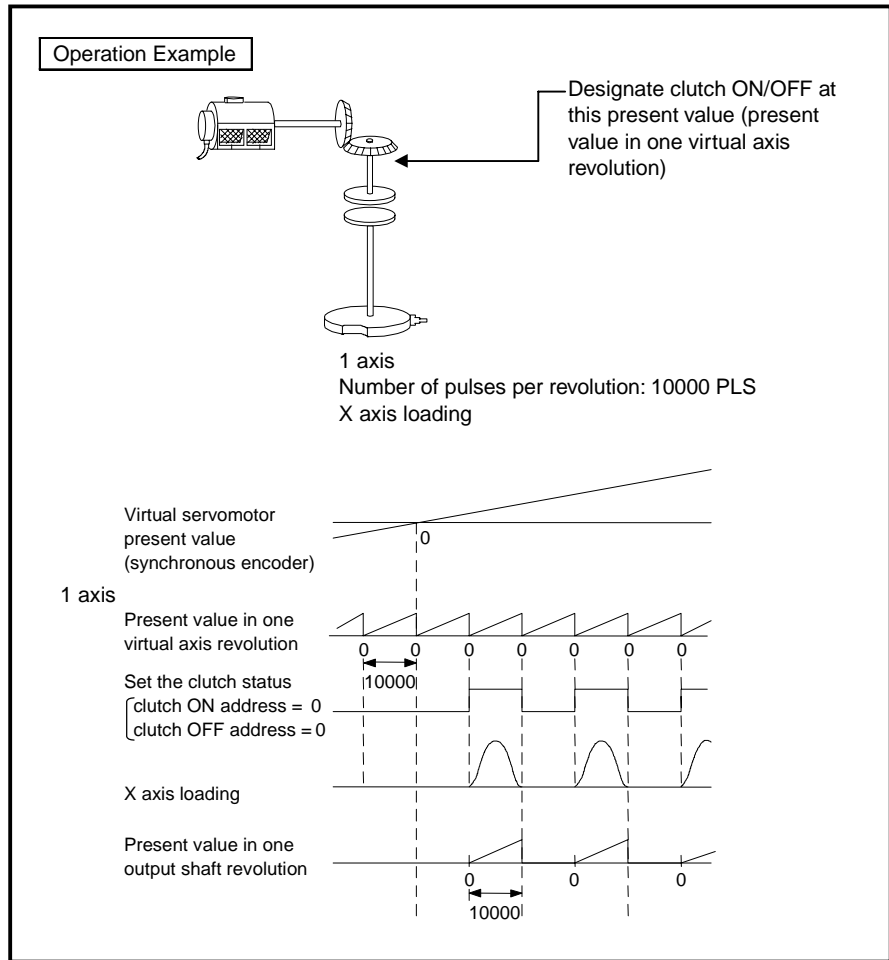 Operation Example
Designate clutch ON/OFF at
this present value (present
value in one virtual axis
revolution)
1 axis
Number of pulses per revolution: 10000 PLS
X axis loading
Virtual servomotor
present value
(synchronous encoder)
0
1 axis
Present value in one
virtual axis revolution
0 0 0 0 0 0 0
10000
Set the clutch status
clutch ON address = 0
clutch OFF address = 0
X axis loading
Present value in one
output shaft revolution
0 0 0
10000